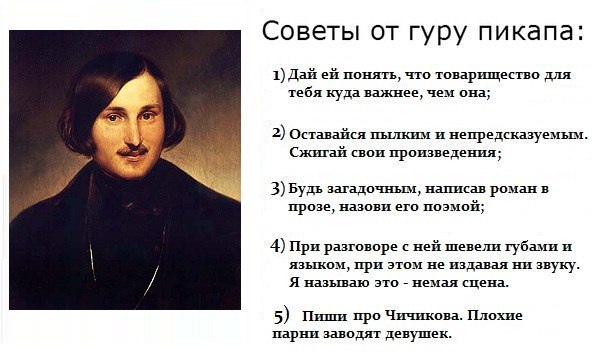 Советы от гуру пикапа:
1) Дай ей понять, что товарищество для
тебя куда важнее, чем она;
2) Оставайся пылким и непредсказуемым.
Сжигай свои произведения;
3) Будь загадочным, написав роман в
прозе, назови его поэмой;
4) При разговоре с ней шевели губами и
языком, при этом не издавая ни звуку.
Я называю это - немая сцена.
5) Пиши про Чичикова. Плохие
парни заводят девушек.